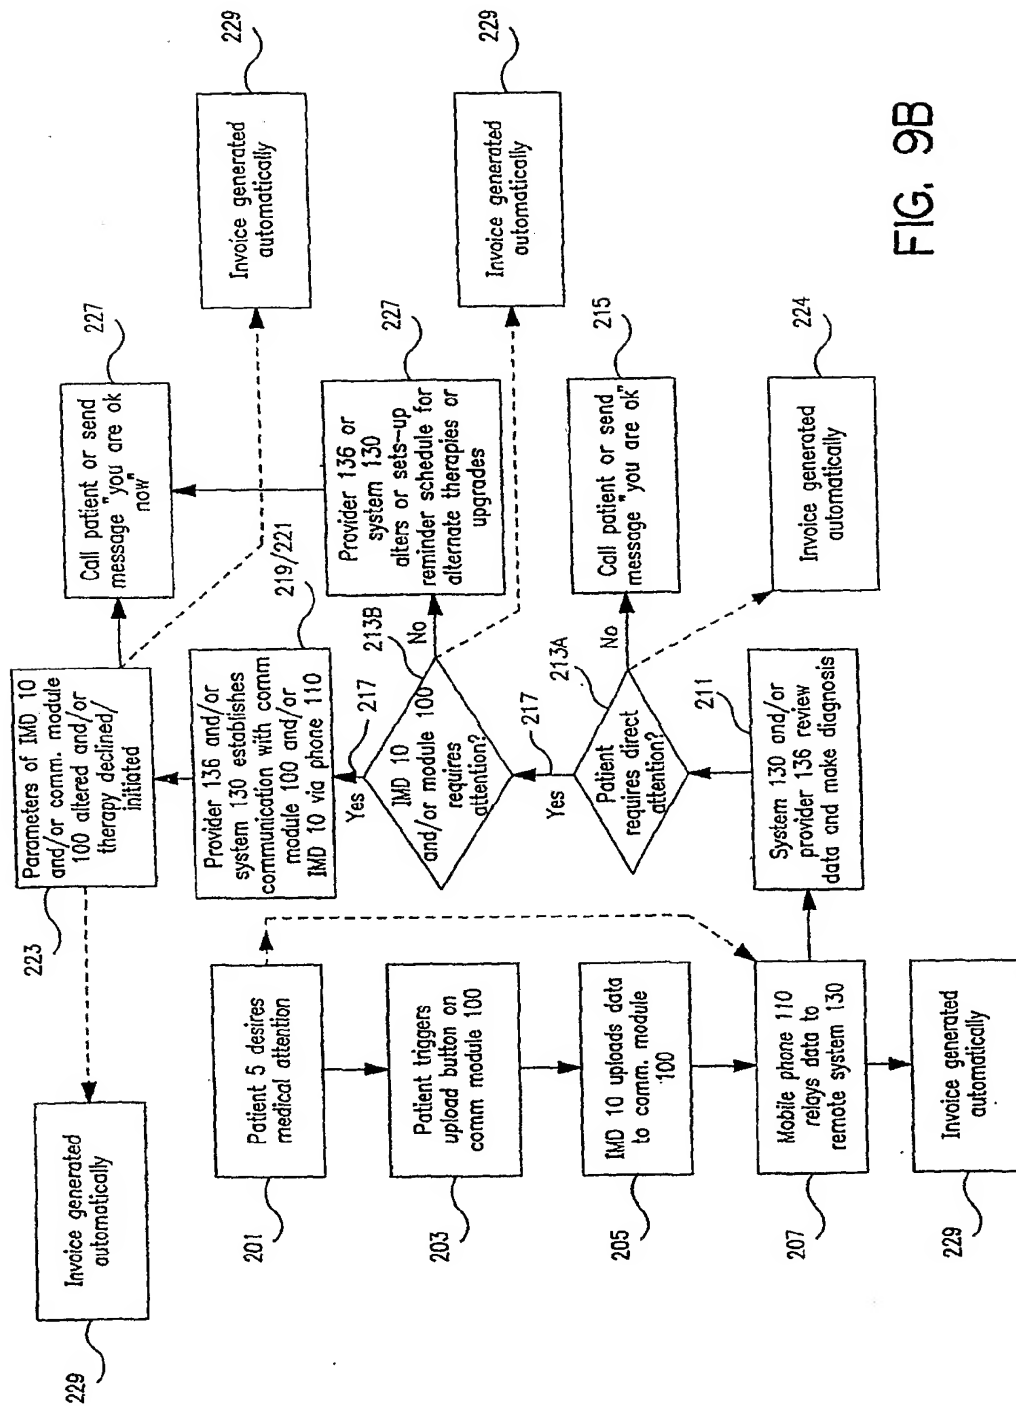 229
Invoice generated
automatically
223
Parameters of IMD 10
and/or comm. module
100 altered and/or
therapy declined/
initiated
Call patient or send
message "you are ok
now"
227
Invoice generated
automatically
229
201
Patient 5 desires
medical attention
Provider 136 and/or
system 130 establishes
communication with comm
module 100 and/or
IMD 10 via phone 110
219/221
Yes
217
203
Patient triggers
upload button on
comm module 100
IMD 10
and/or module 100
requires
attention?
213B
No
Provider 136 or
system 130
alters or sets-up
reminder schedule for
alternate therapies or
upgrades
227
Invoice generated
automatically
229
Yes
217
205
IMD 10 uploads data
to comm. module
100
Patient
requires direct
attention?
213A
No
Call patient or send
message "you are ok"
215
207
Mobile phone 110
relays data to
remote system 130
System 130 and/or
provider 136 review
data and make diagnosis
211
Invoice generated
automatically
224
229
Invoice generated
automatically
FIG. 9B